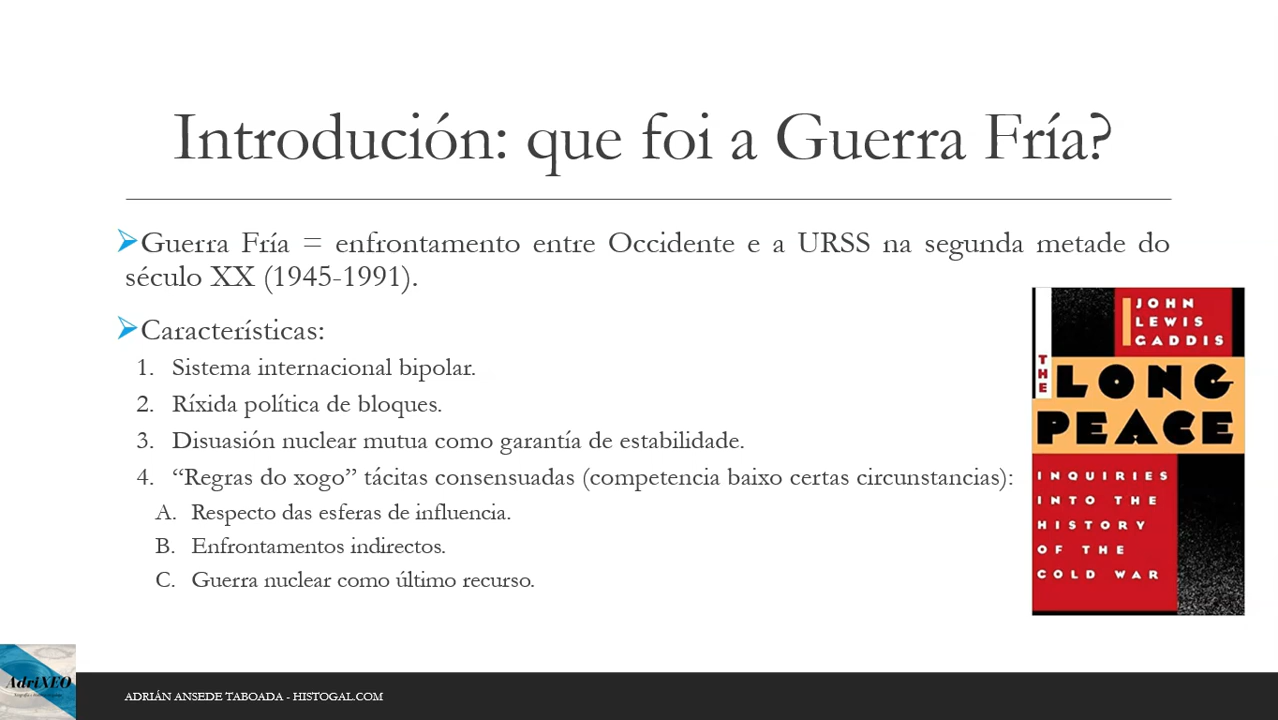 Introdución: que foi a Guerra Fría?
Guerra Fría = enfrontamento entre Occidente e a URSS na segunda metade do
século XX (1945-1991).
Características:
1. Sistema internacional bipolar.
2. Ríxida política de bloques.
3. Disuasión nuclear mutua como garantía de estabilidade.
4. “Regras do xogo” tácitas consensuadas (competencia baixo certas circunstancias):
A. Respecto das esferas de influencia.
B. Enfrontamentos indirectos.
C. Guerra nuclear como último recurso.
JOHN
LEWIS
GADDIS
THE
LONG
PEACE
INQUIRIES
INTO THE
HISTORY
OF THE
COLD WAR
AdriXEO
ADRIÁN ANSEDE TABOADA - HISTOGAL.COM